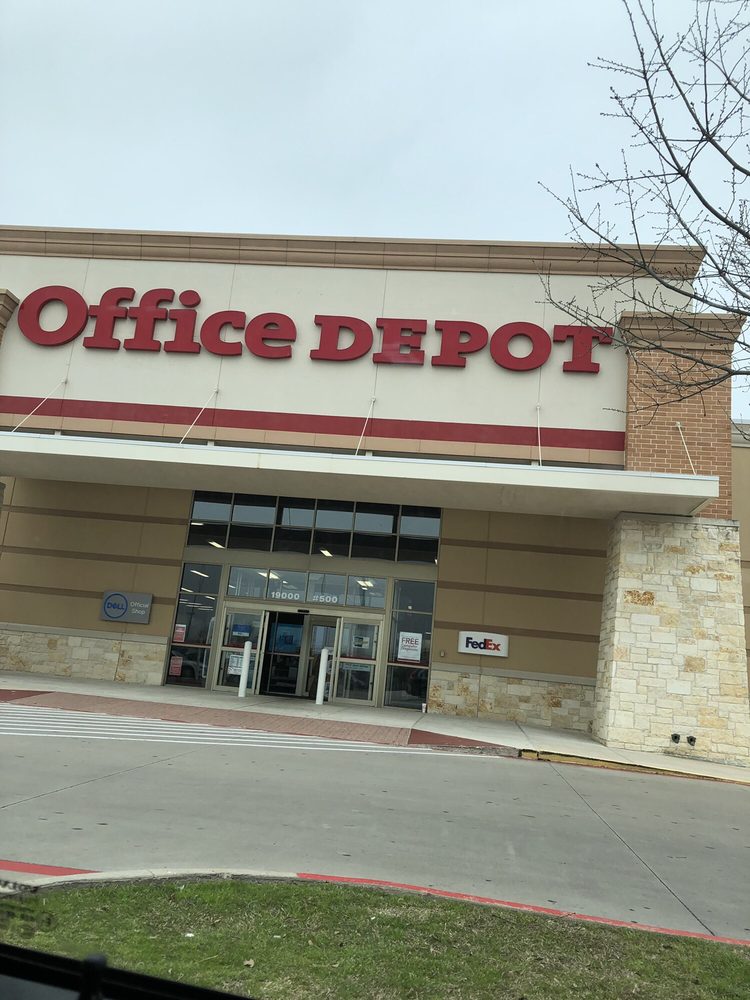 Office DEPOT
19000 #500
DELL Official
Shop
FREE
FedEx